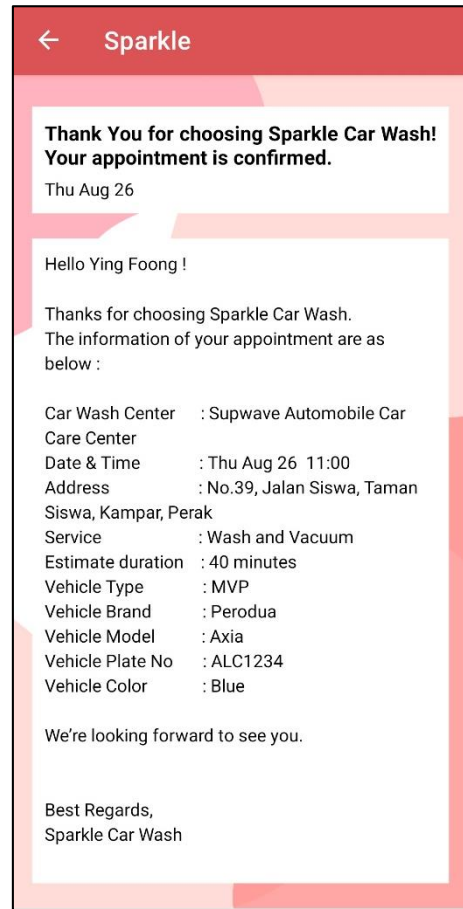 Sparkle
Thank You for choosing Sparkle Car Wash!
Your appointment is confirmed.
Thu Aug 26
Hello Ying Foong !
Thanks for choosing Sparkle Car Wash.
The information of your appointment are as
below :
Car Wash Center : Supwave Automobile Car
Care Center
Date & Time : Thu Aug 26 11:00
Address : No.39, Jalan Siswa, Taman
Siswa, Kampar, Perak
Service : Wash and Vacuum
Estimate duration : 40 minutes
Vehicle Type : MVP
Vehicle Brand : Perodua
Vehicle Model : Axia
Vehicle Plate No : ALC1234
Vehicle Color : Blue
We’re looking forward to see you.
Best Regards,
Sparkle Car Wash